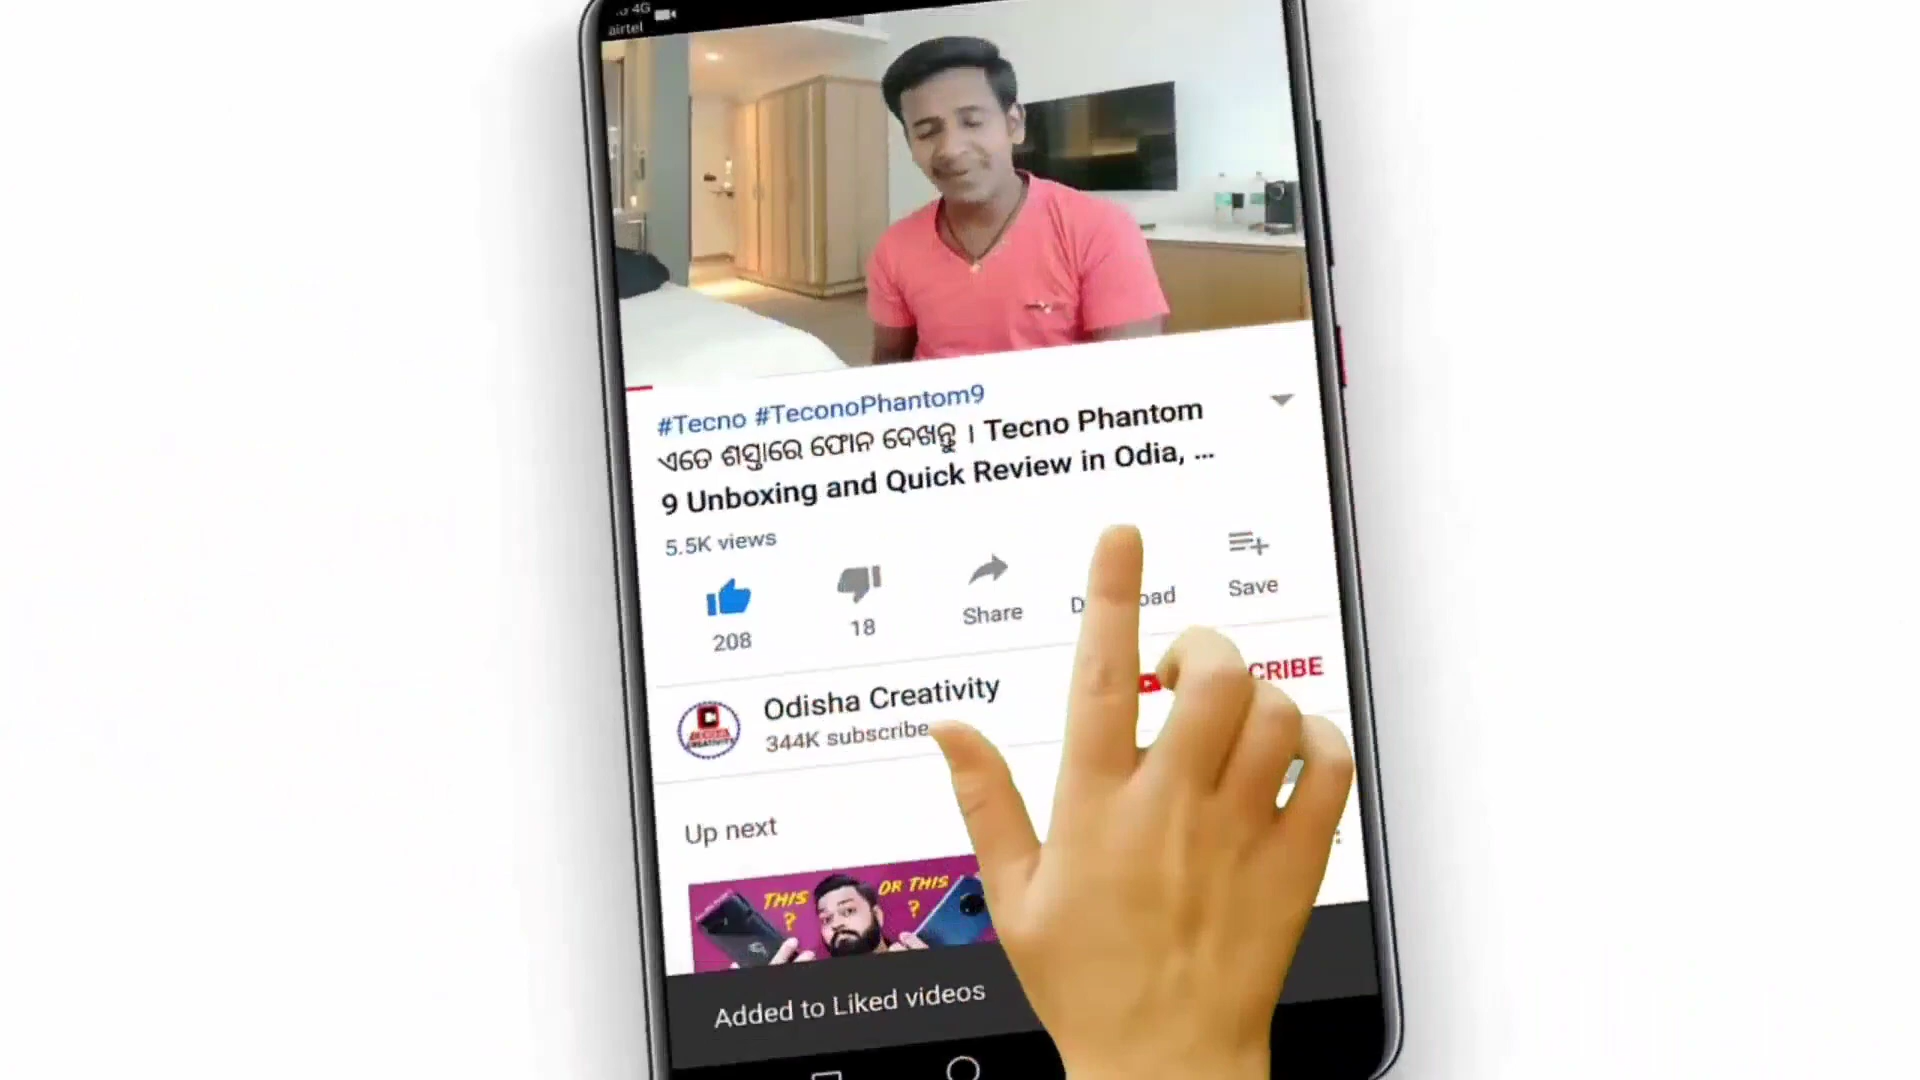 4G
airtel
#Tecno #TeconoPhantom9
ଏତେ ଶସ୍ତାରେ ଫୋନ ଦେଖନ୍ତୁ । Tecno Phantom
9 Unboxing and Quick Review in Odia, ...
5.5K views
208
18
Share
Save
Odisha Creativity
344K subscribe
CRIBE
Up next
THIS ?
OR THIS ?
Added to Liked videos